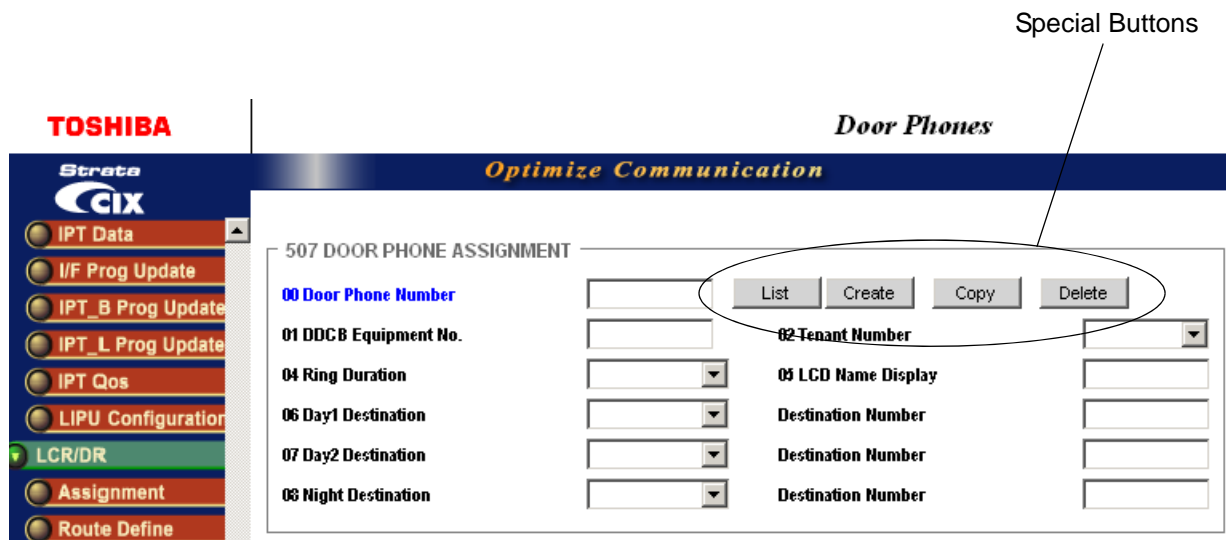 Special Buttons
TOSHIBA
Door Phones
Strata
CIX
Optimize Communication
IPT Data
I/F Prog Update
IPT_B Prog Update
IPT_L Prog Update
IPT Qos
LIPU Configuration
LCR/DR
Assignment
Route Define
507 DOOR PHONE ASSIGNMENT
00 Door Phone Number List Create Copy Delete
01 DDCB Equipment No. 02 Tenant Number
04 Ring Duration 05 LCD Name Display
06 Day1 Destination Destination Number
07 Day2 Destination Destination Number
08 Night Destination Destination Number